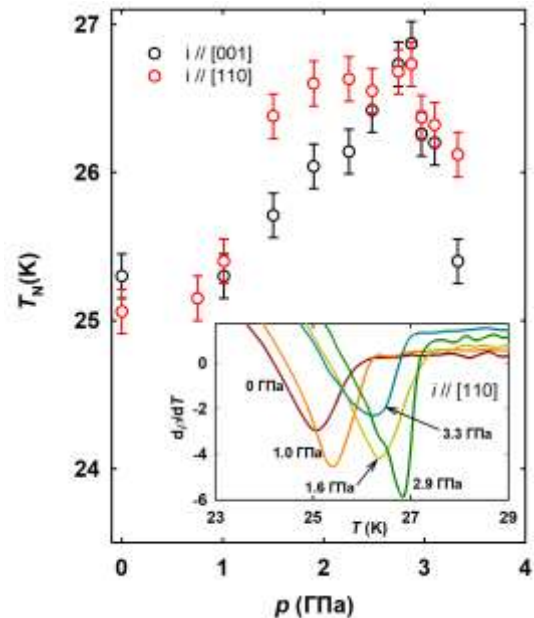 27
26
25
24
T_N(K)
i // [001]
i // [110]
0
-2
-4
-6
dρ/dT
i // [110]
0 ГПа
1.0 ГПа
1.6 ГПа
3.3 ГПа
2.9 ГПа
23
25
27
29
T (K)
0
1
2
3
4
p (ГПа)